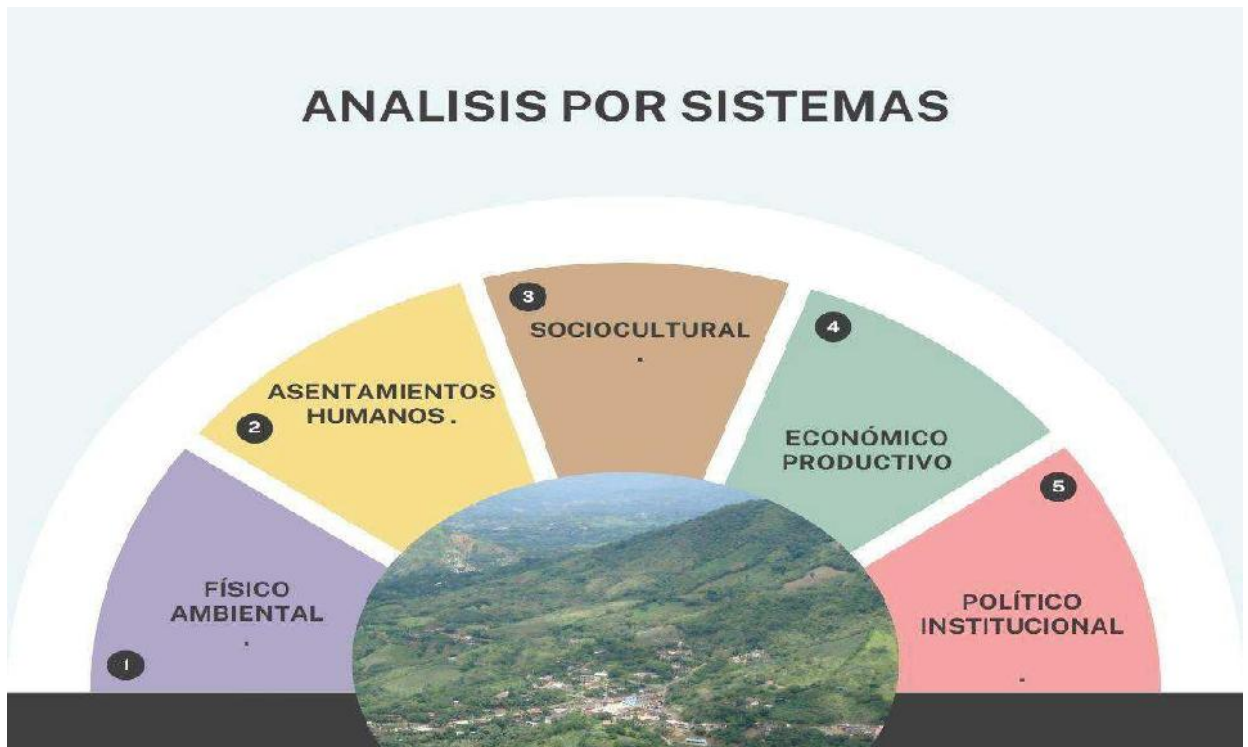 ANALISIS POR SISTEMAS
3
SOCIOCULTURAL
.
4
ASENTAMIENTOS
HUMANOS.
2
ECONÓMICO
PRODUCTIVO
5
FÍSICO
AMBIENTAL
.
1
POLÍTICO
INSTITUCIONAL
.